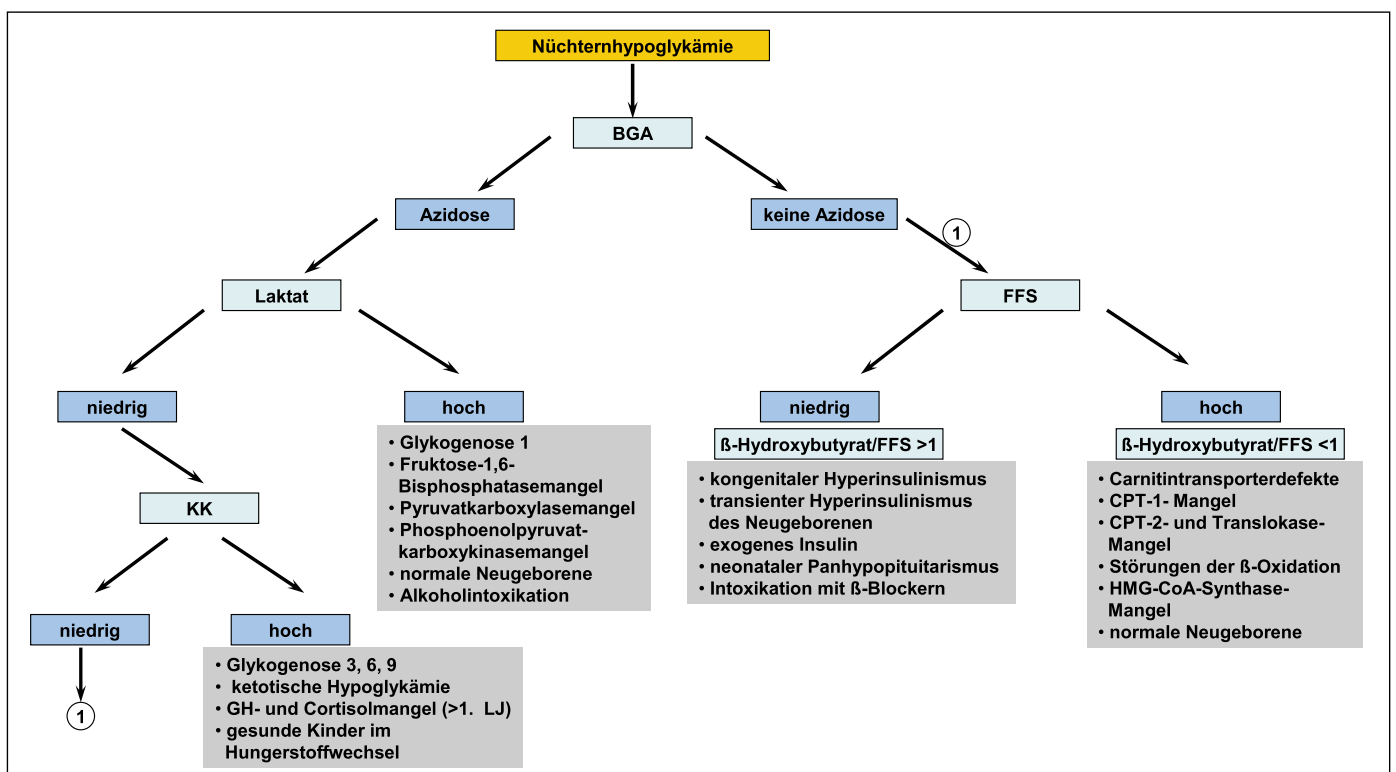 Nüchternhypoglykämie
BGA
Azidose
keine Azidose
1
Laktat
FFS
niedrig
hoch
niedrig
hoch
• Glykogenose 1
• Fruktose-1,6-
Bisphosphatasemangel
• Pyruvatkarboxylasemangel
• Phosphoenolpyruvat-
karboxykinasemangel
• normale Neugeborene
• Alkoholintoxikation
ß-Hydroxybutyrat/FFS >1
• kongenitaler Hyperinsulinismus
• transienter Hyperinsulinismus
des Neugeborenen
• exogenes Insulin
• neonataler Panhypopituitarismus
• Intoxikation mit ß-Blockern
ß-Hydroxybutyrat/FFS <1
• Carnitintransporterdefekte
• CPT-1- Mangel
• CPT-2- und Translokase-
Mangel
• Störungen der ß-Oxidation
• HMG-CoA-Synthase-
Mangel
• normale Neugeborene
KK
niedrig
hoch
1
• Glykogenose 3, 6, 9
• ketotische Hypoglykämie
• GH- und Cortisolmangel (>1. LJ)
• gesunde Kinder im
Hungerstoffwechsel